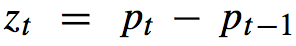 z_t = p_t − p_{t−1}